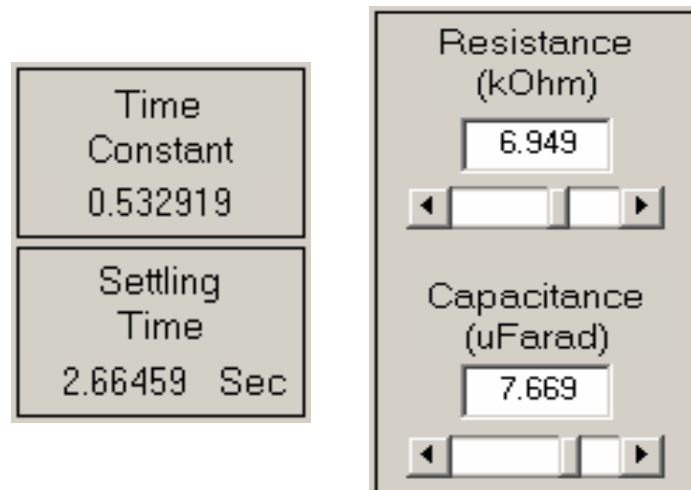 Time
Constant
0.532919
Settling
Time
2.66459 Sec
Resistance
(kOhm)
6.949
Capacitance
(uFarad)
7.669